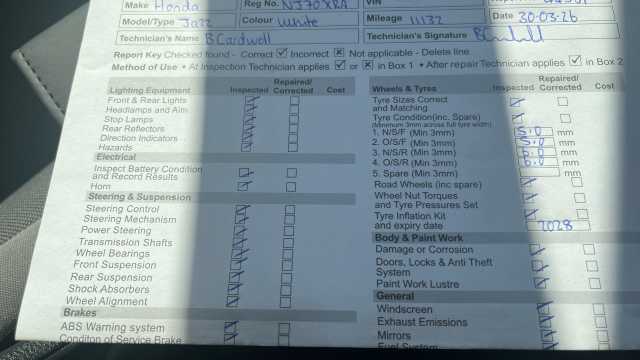 Make Honda Reg No. VIN
Model/Type Jazz Colour white Mileage 11132 Date 30-03-26
Technician's Name B Cardwell Technician's Signature
Report Key Checked found - Correct ☑ Incorrect ☒ Not applicable - Delete line
Method of Use • At Inspection Technician applies ☑ or ☒ in Box 1 • After repair Technician applies ☑ in Box 2
Lighting Equipment Inspected Repaired/ Corrected Cost
Front & Rear Lights
Headlamps and Aim
Stop Lamps
Rear Reflectors
Direction Indicators
Hazards
Electrical
Inspect Battery Condition
and Record Results
Horn
Steering & Suspension
Steering Control
Steering Mechanism
Power Steering
Transmission Shafts
Wheel Bearings
Front Suspension
Rear Suspension
Shock Absorbers
Wheel Alignment
Brakes
ABS Warning system
Conditon of Service Brake
Wheels & Tyres Inspected Repaired/ Corrected Cost
Tyre Sizes Correct
and Matching
Tyre Condition(inc. Spare)
(Minimum 3mm across full tyre width)
1. N/S/F (Min 3mm) 5.0 mm
2. O/S/F (Min 3mm) 5.0 mm
3. N/S/R (Min 3mm) 6.0 mm
4. O/S/R (Min 3mm) 6.0 mm
5. Spare (Min 3mm) mm
Road Wheels (inc spare)
Wheel Nut Torques
and Tyre Pressures Set
Tyre Inflation Kit
and expiry date 2028
Body & Paint Work
Damage or Corrosion
Doors, Locks & Anti Theft
System
Paint Work Lustre
General
Windscreen
Exhaust Emissions
Mirrors
Fuel System